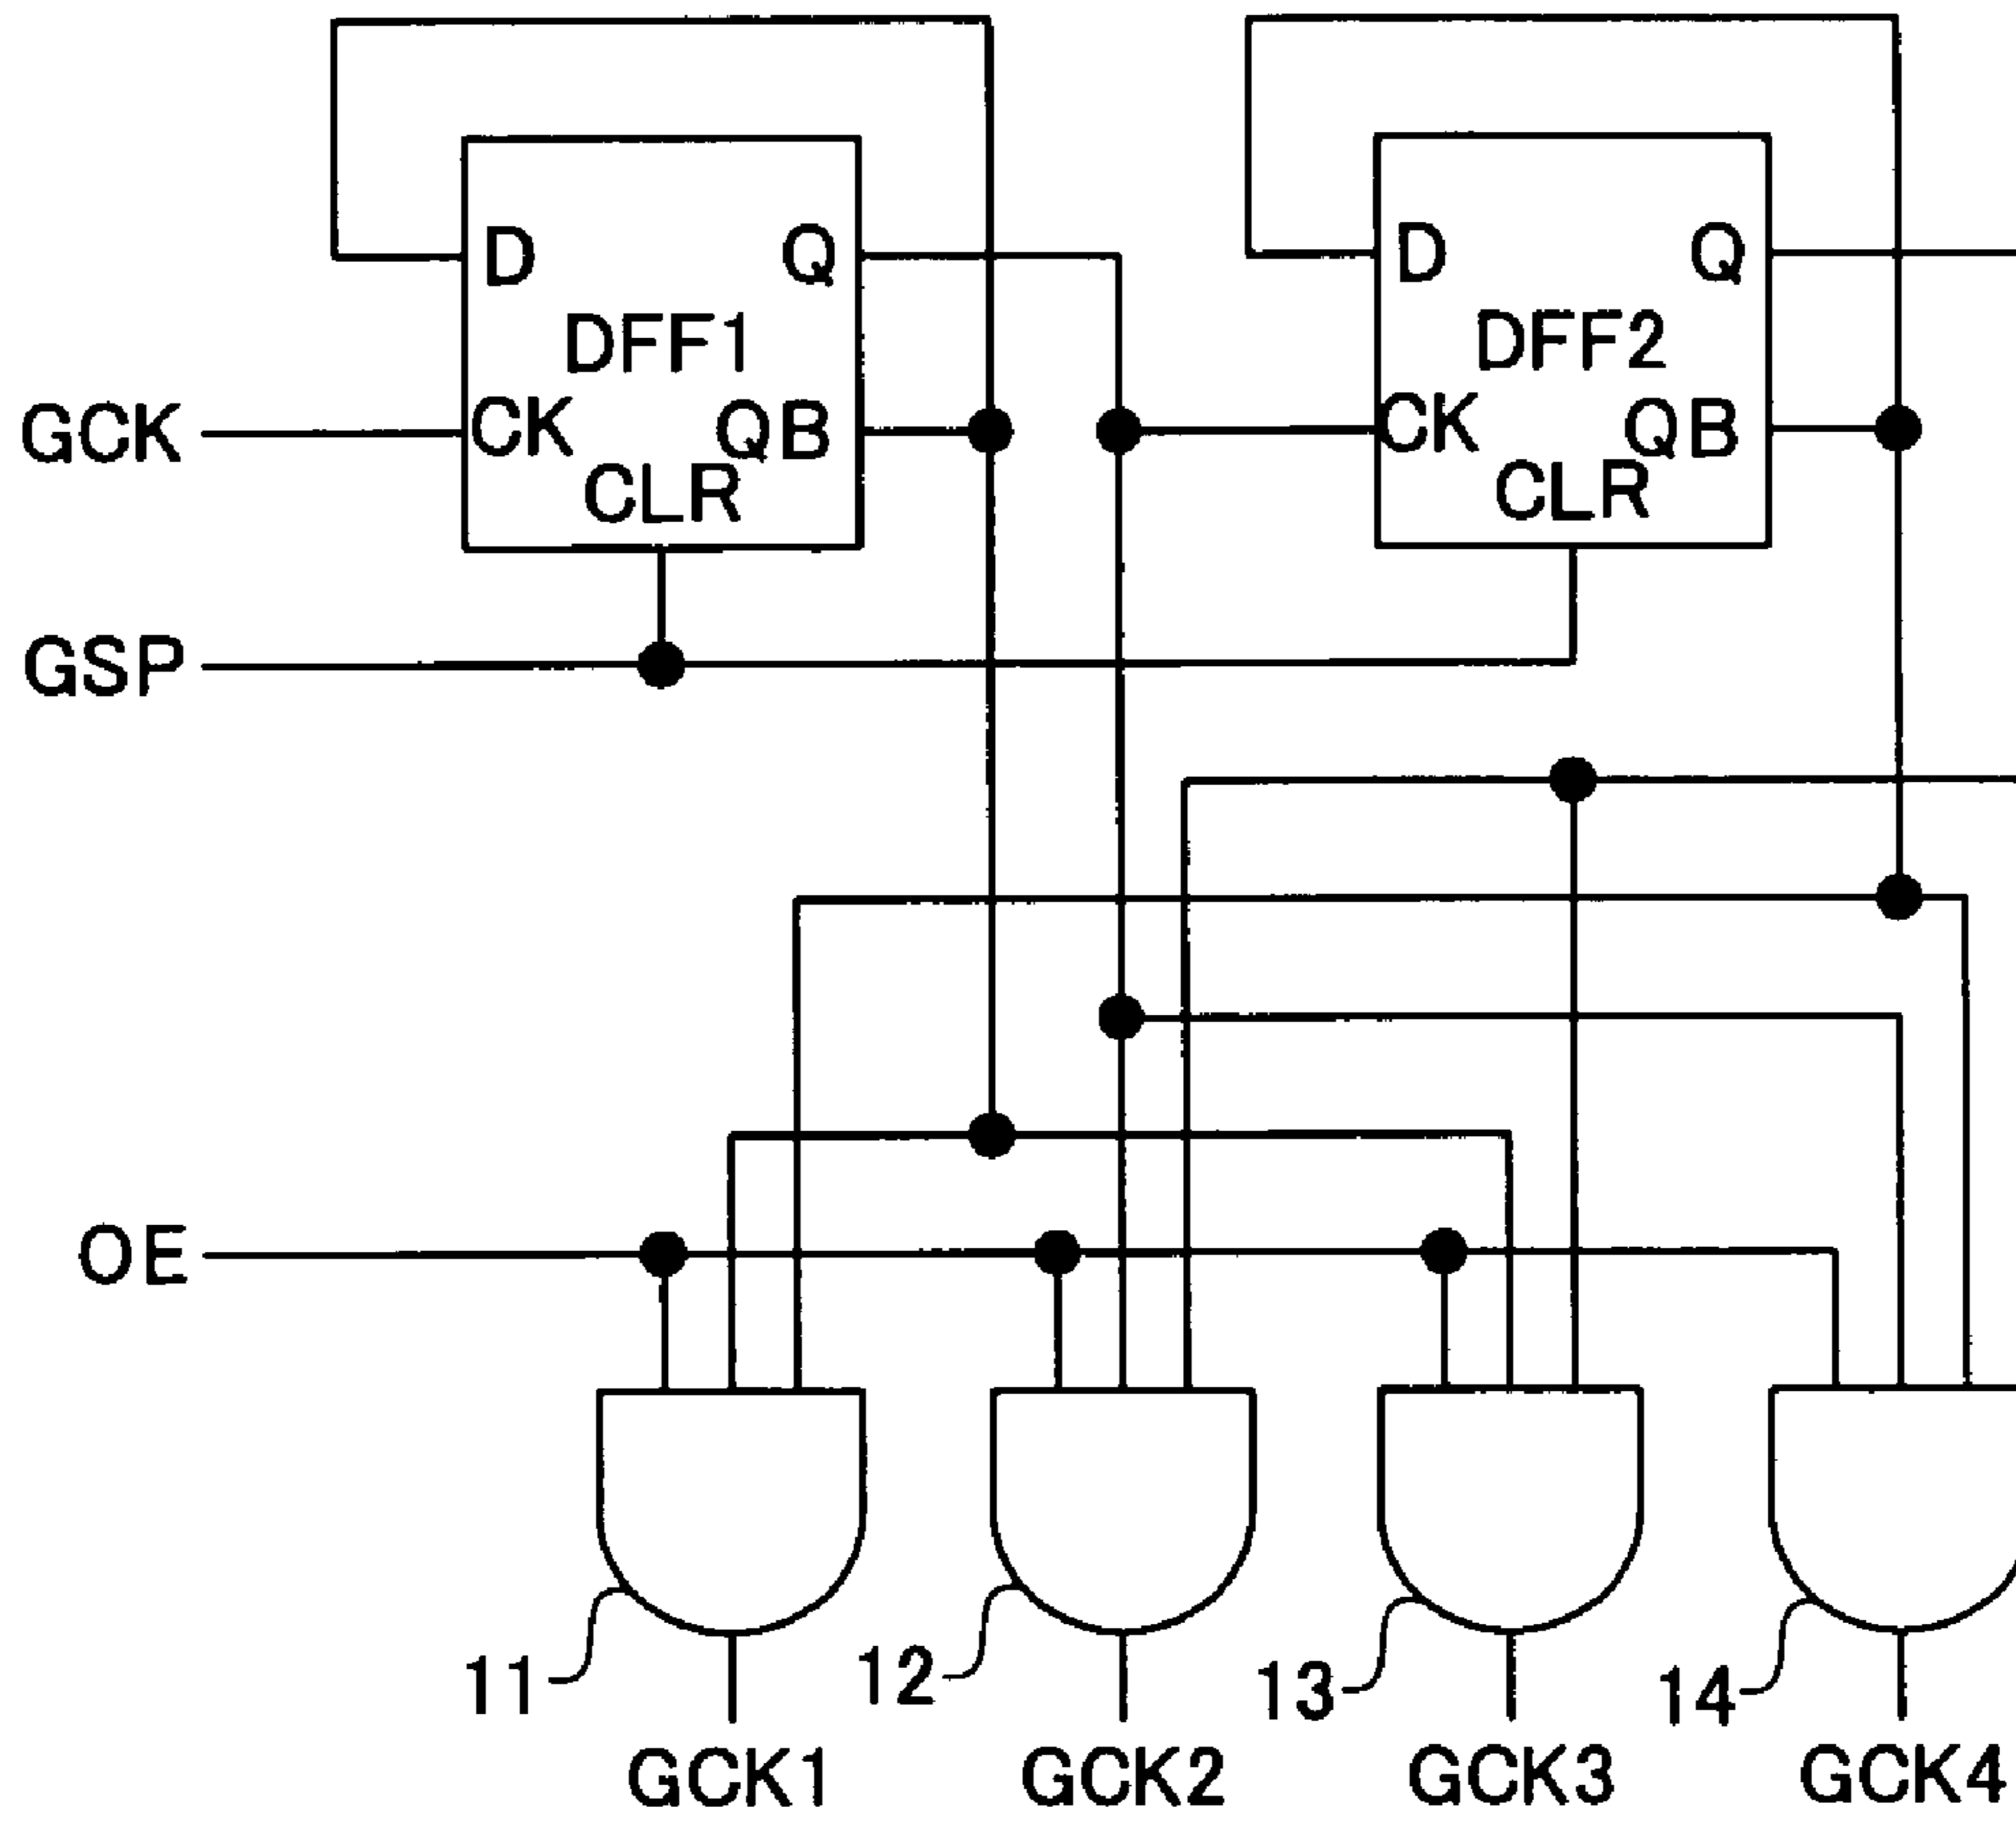 D Q D Q
DFF1 DFF2
GCK CK QB CK QB
CLR CLR
GSP
OE
11 12 13 14
GCK1 GCK2 GCK3 GCK4